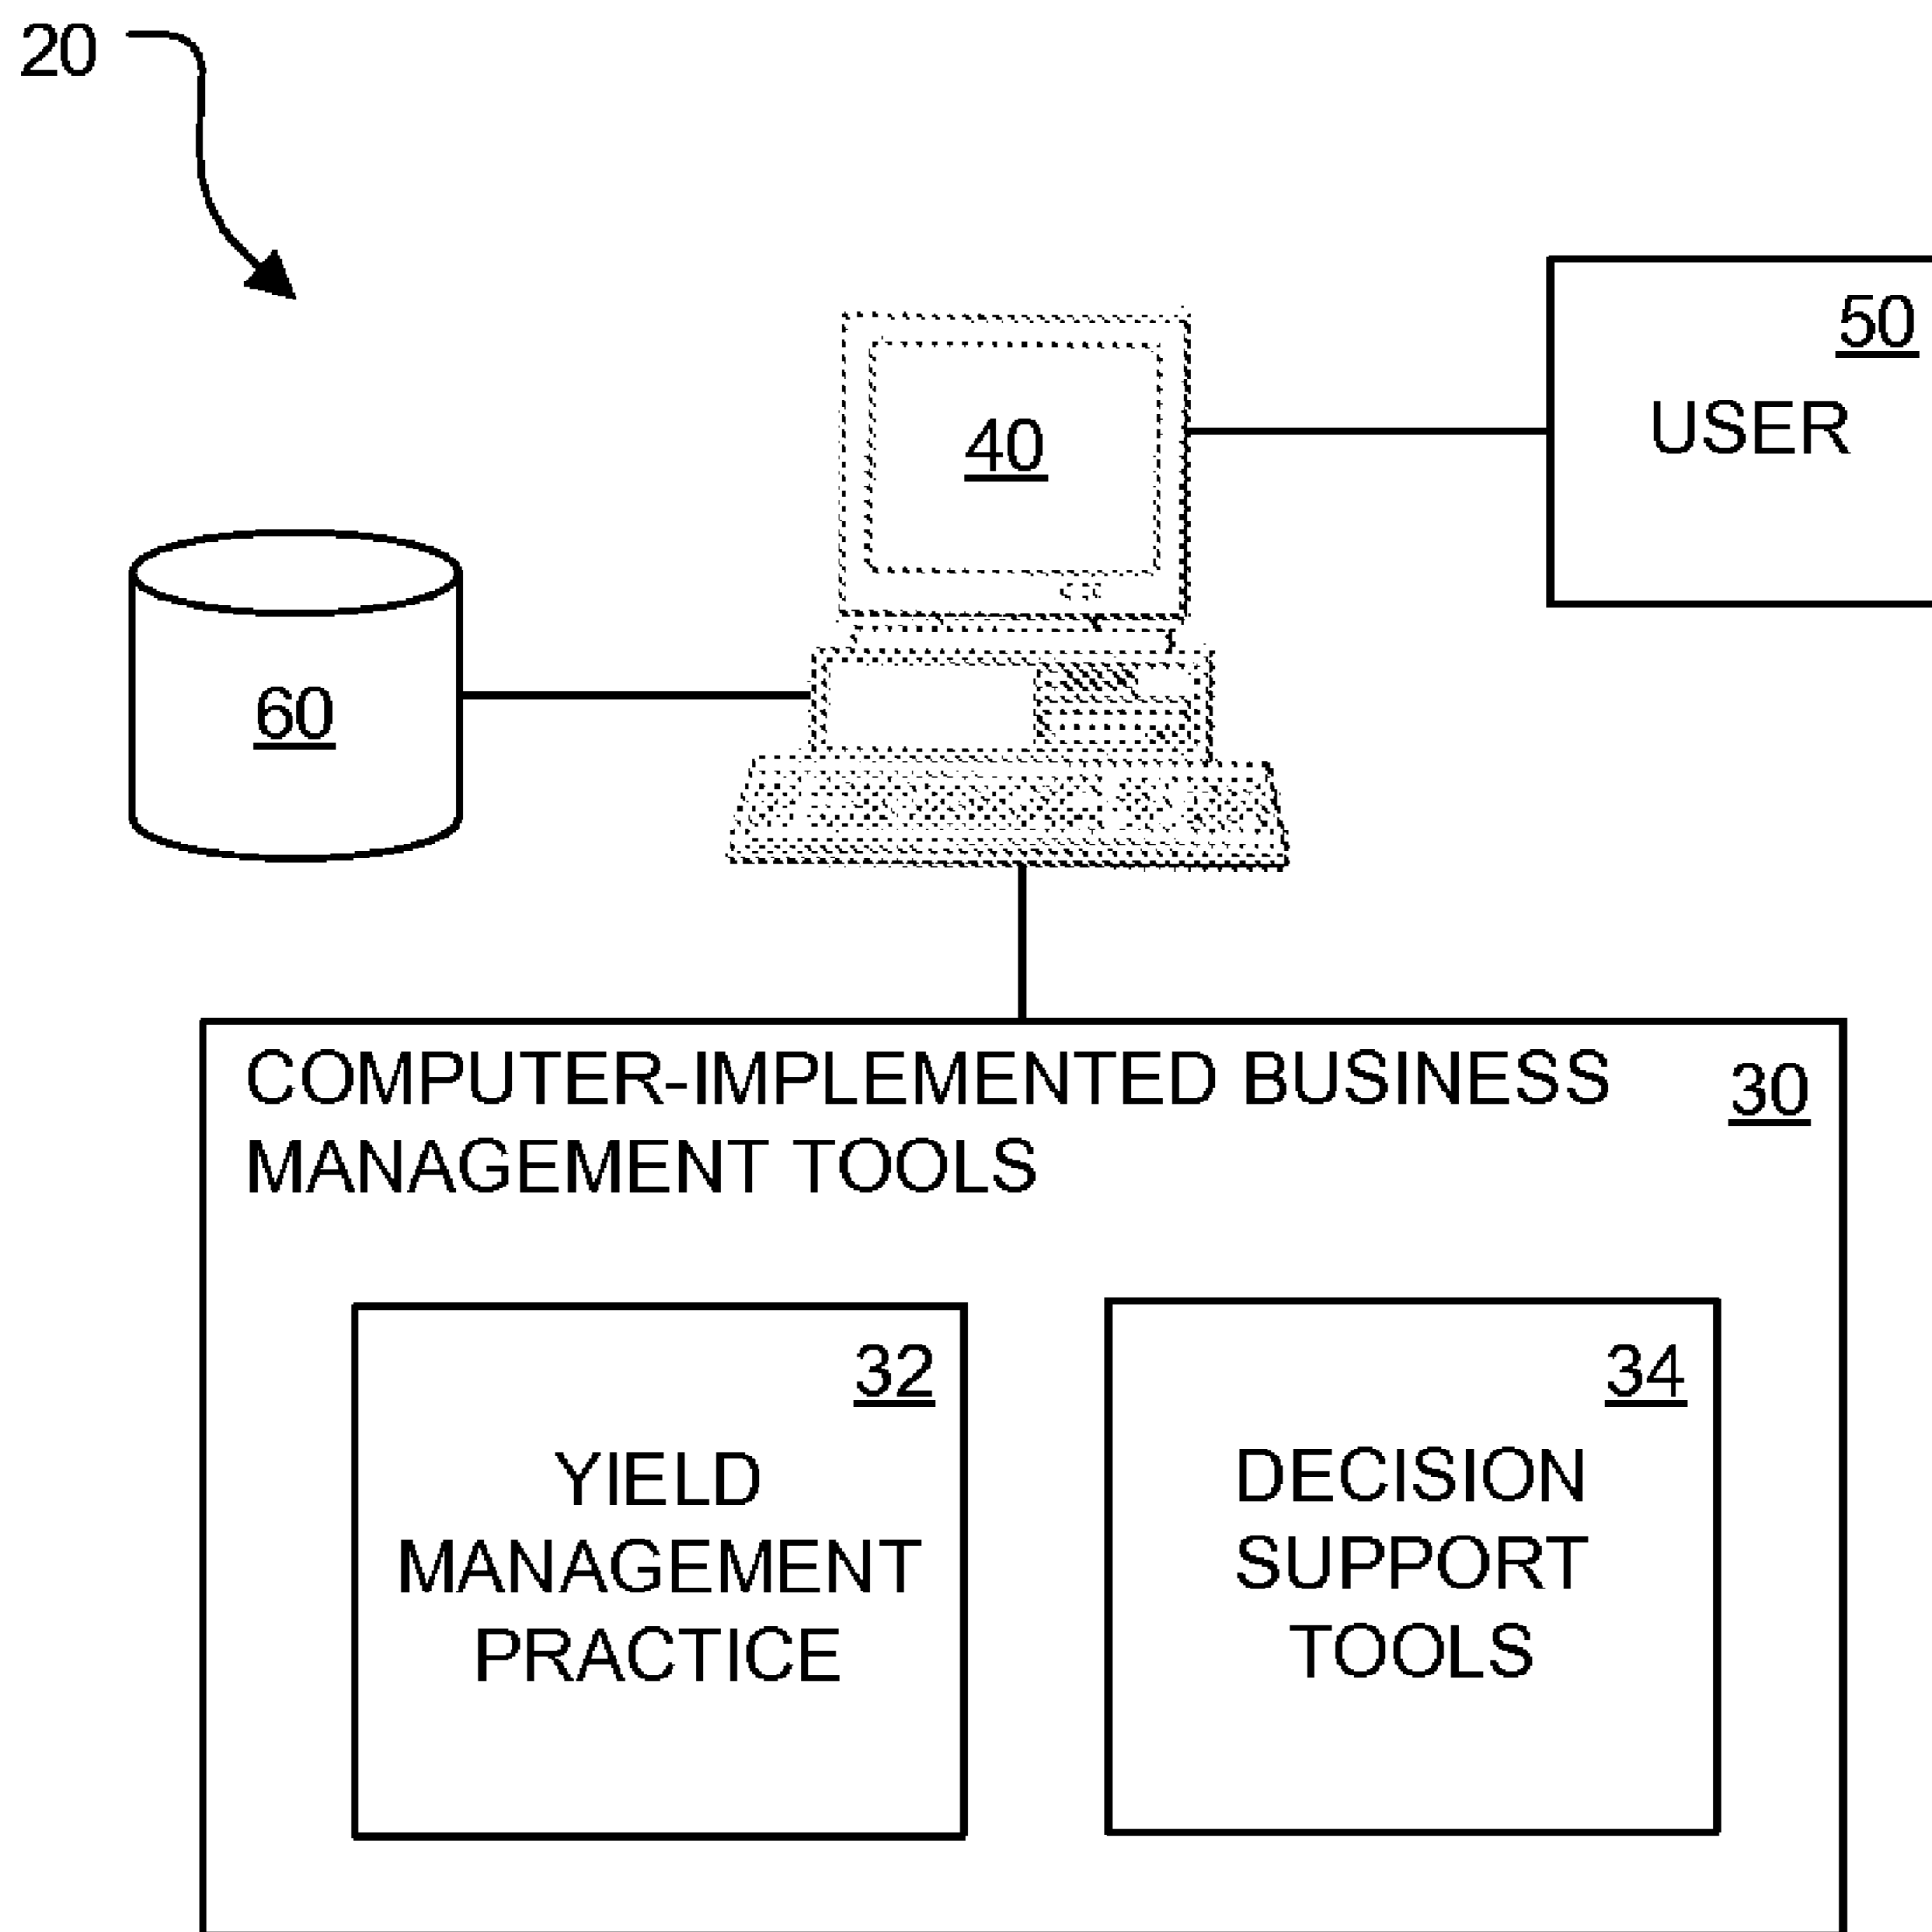 20
50
USER
40
60
COMPUTER-IMPLEMENTED BUSINESS
30
MANAGEMENT TOOLS
32
YIELD
MANAGEMENT
PRACTICE
34
DECISION
SUPPORT
TOOLS